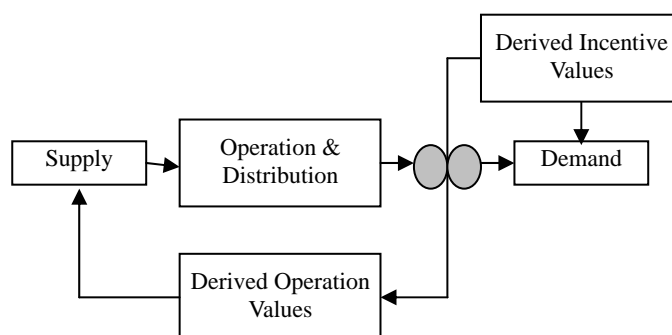 Derived Incentive
Values
Supply
Operation &
Distribution
Demand
Derived Operation
Values